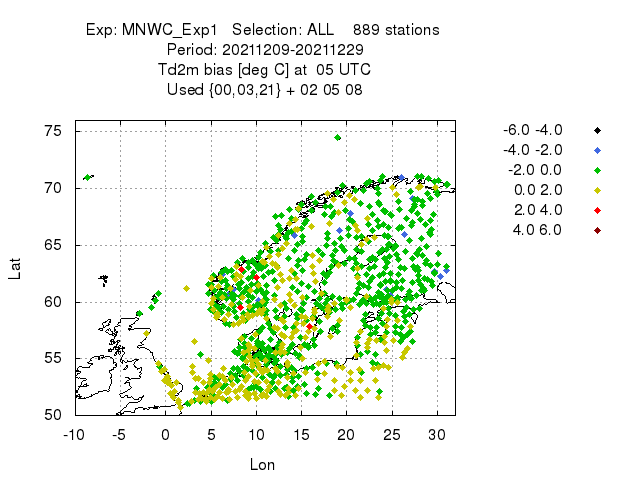 Exp: MNWC_Exp1 Selection: ALL 889 stations
Period: 20211209-20211229
Td2m bias [deg C] at 05 UTC
Used {00,03,21} + 02 05 08
-6.0 -4.0
-4.0 -2.0
-2.0 0.0
0.0 2.0
2.0 4.0
4.0 6.0
75
70
65
60
55
50
Lat
-10 -5 0 5 10 15 20 25 30
Lon